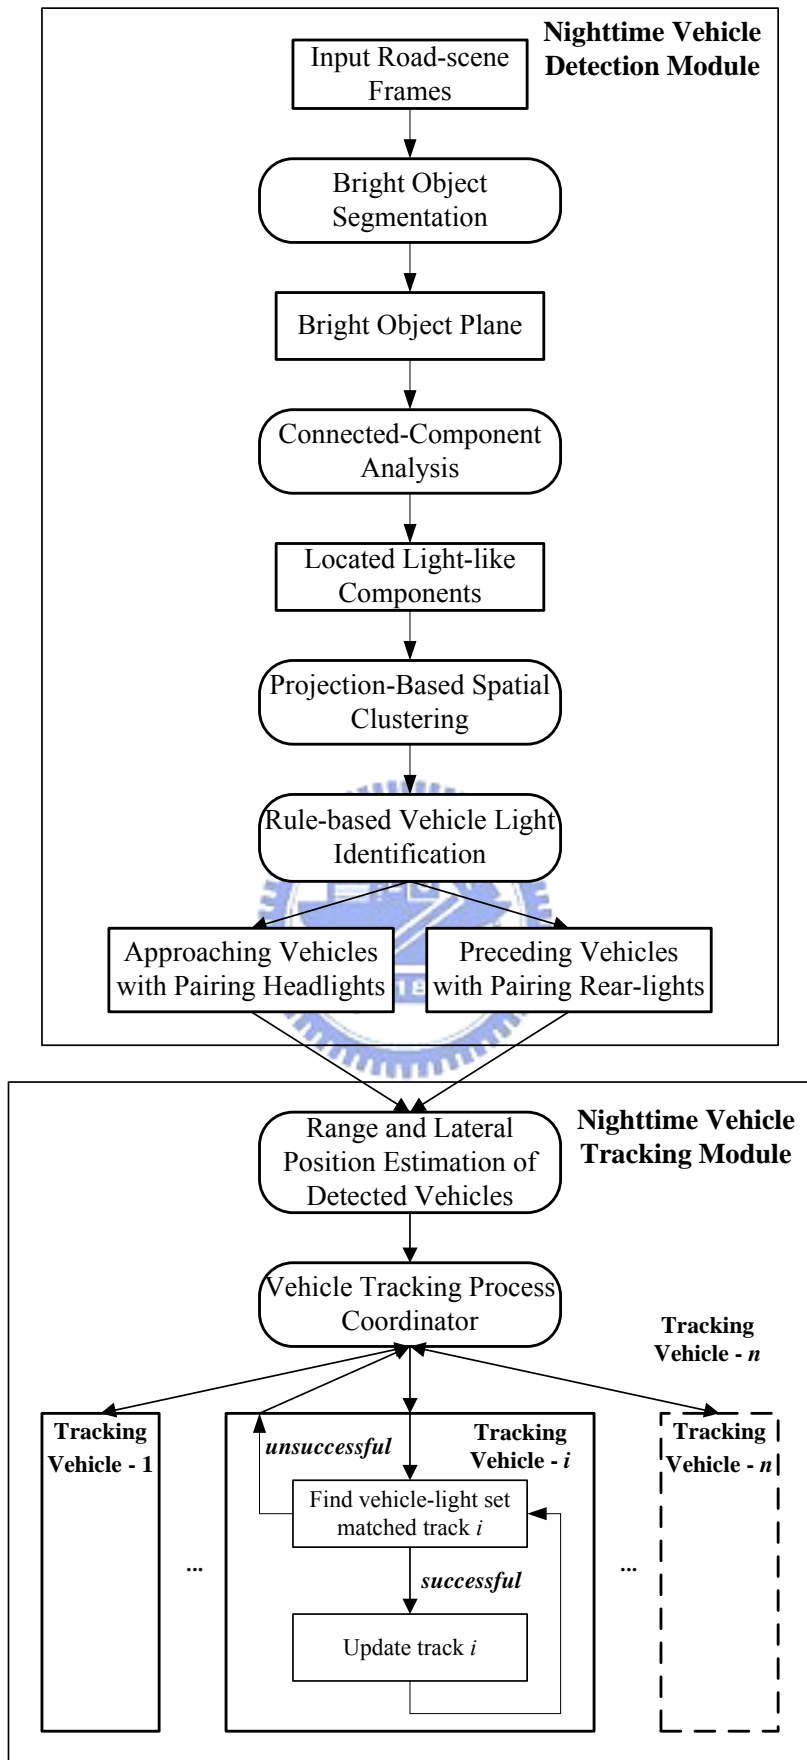 Nighttime Vehicle
Detection Module
Input Road-scene
Frames
Bright Object
Segmentation
Bright Object Plane
Connected-Component
Analysis
Located Light-like
Components
Projection-Based Spatial
Clustering
Rule-based Vehicle Light
Identification
Approaching Vehicles
with Pairing Headlights
Preceding Vehicles
with Pairing Rear-lights
Nighttime Vehicle
Tracking Module
Range and Lateral
Position Estimation of
Detected Vehicles
Vehicle Tracking Process
Coordinator
Tracking
Vehicle - n
Tracking
Vehicle - 1
...
unsuccessful
Tracking
Vehicle - i
Find vehicle-light set
matched track i
successful
Update track i
...
Tracking
Vehicle - n